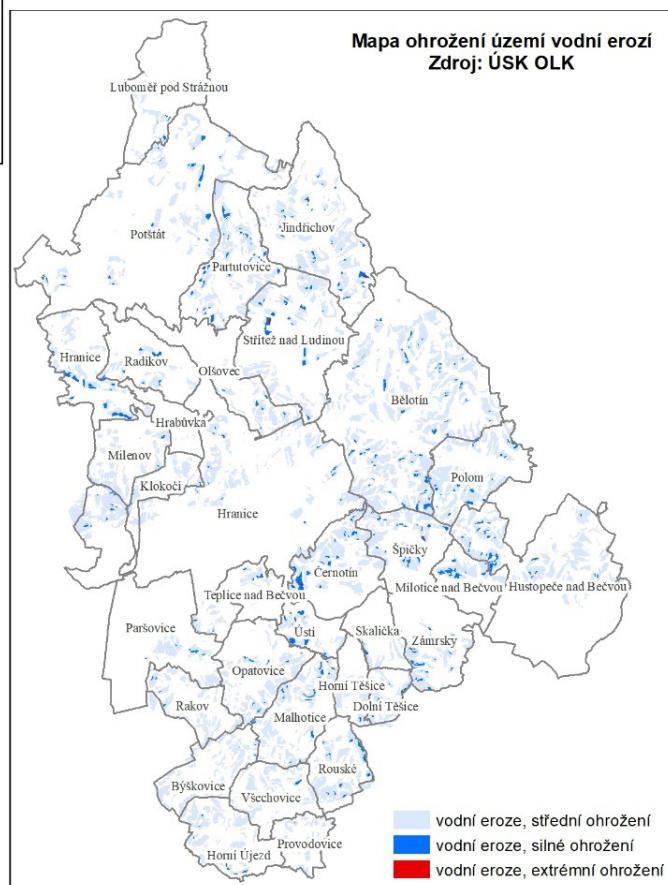 Mapa ohrožení území vodní erozí
Zdroj: ÚSK OLK
Luboměř pod Strážnou
Potštát
Jindřichov
Partutovice
Střítež nad Ludinou
Hranice
Radíkov
Olšovec
Bělotín
Hrabůvka
Milenov
Polom
Klokočí
Hranice
Špičky
Černotín
Teplice nad Bečvou
Milotice nad Bečvou
Hustopeče nad Bečvou
Paršovice
Ústí
Skalička
Zámrsky
Opatovice
Horní Těšice
Rakov
Dolní Těšice
Malhotice
Rouské
Býškovice
Všechovice
Provodovice
Horní Újezd
vodní eroze, střední ohrožení
vodní eroze, silné ohrožení
vodní eroze, extrémní ohrožení